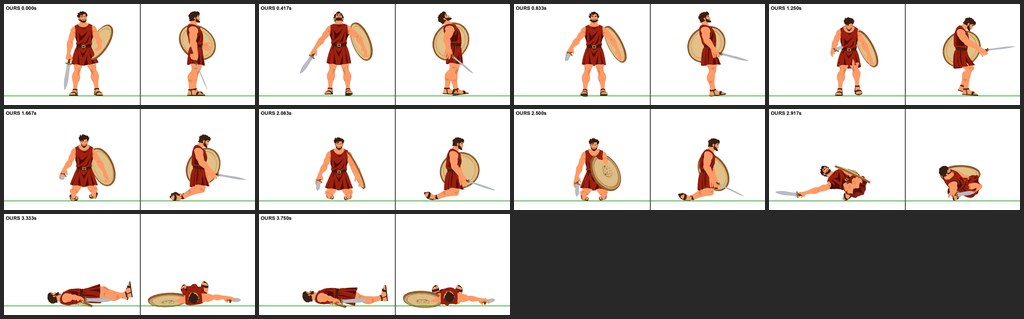 OURS 0.000s
OURS 0.417s
OURS 0.833s
OURS 1.250s
OURS 1.667s
OURS 2.083s
OURS 2.500s
OURS 2.917s
OURS 3.333s
OURS 3.750s